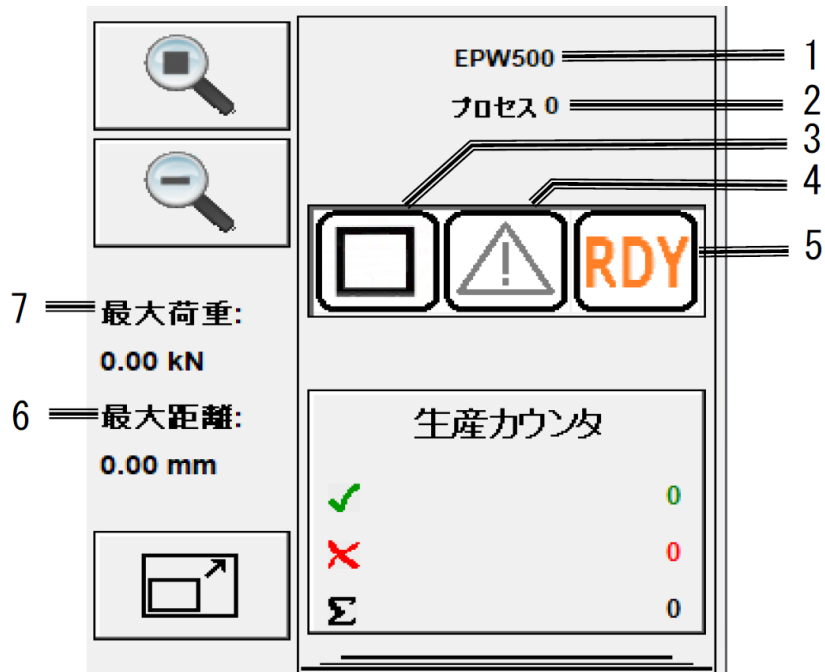 EPW500
1
プロセス 0
2
3
4
RDY
5
7
最大荷重:
0.00 kN
6
最大距離:
0.00 mm
生産カウンタ
0
0
Σ 0